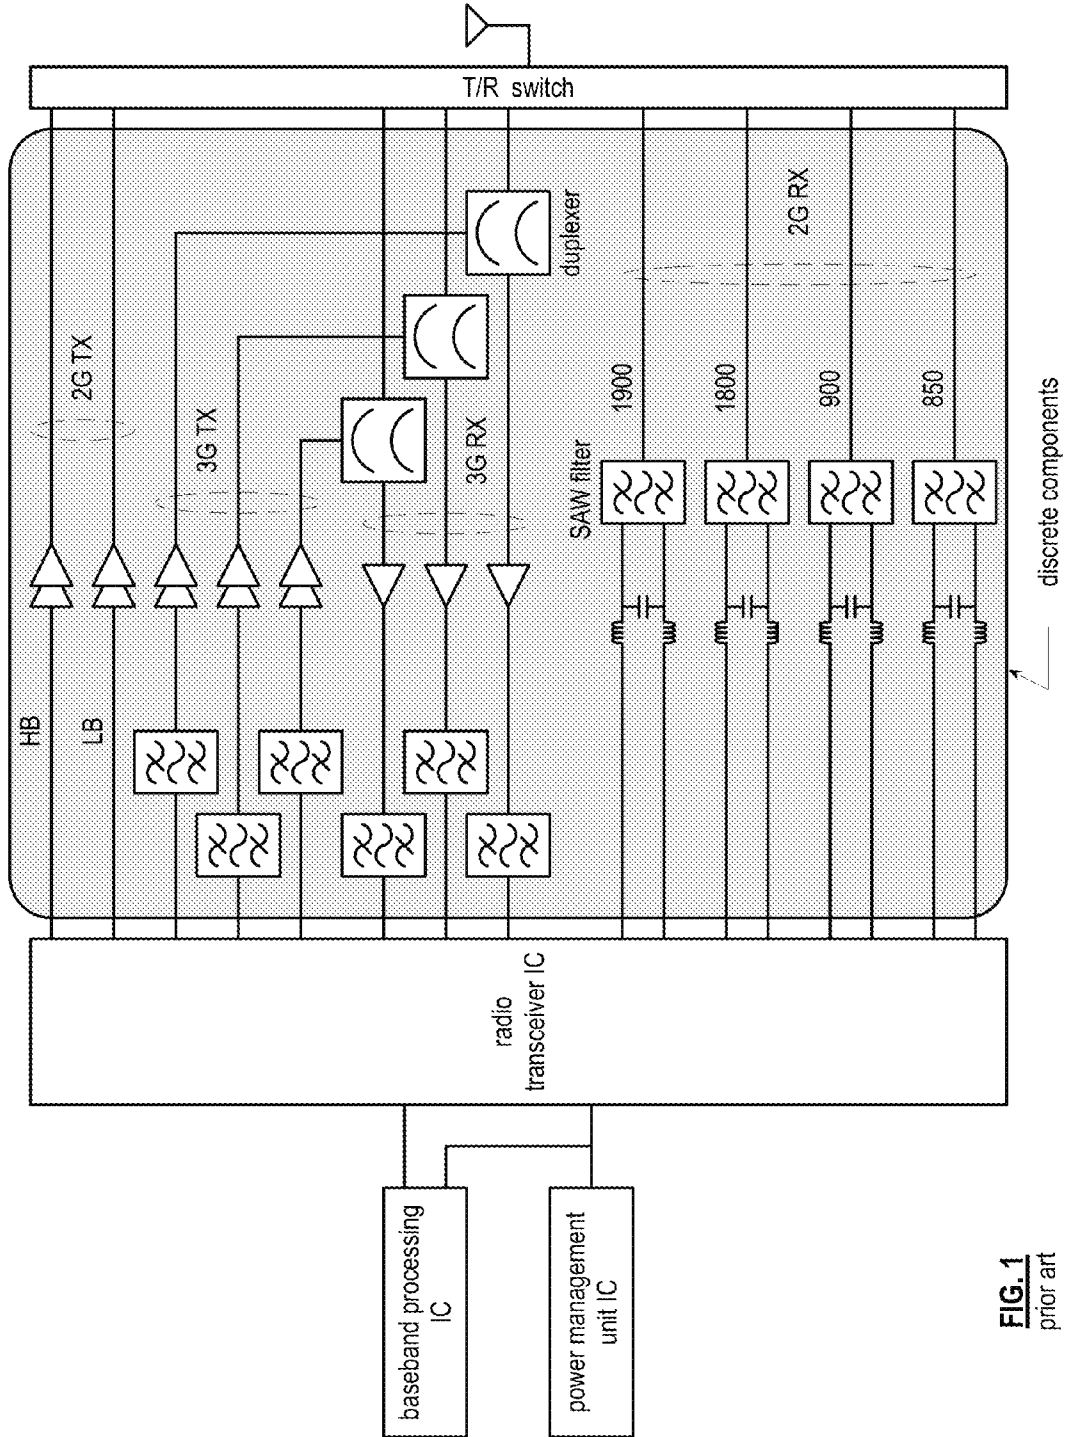 T/R switch
HB
LB
2G TX
3G TX
3G RX
duplexer
SAW filter
1900
1800
900
850
2G RX
radio
transceiver IC
baseband processing
IC
power management
unit IC
discrete components
FIG. 1
prior art